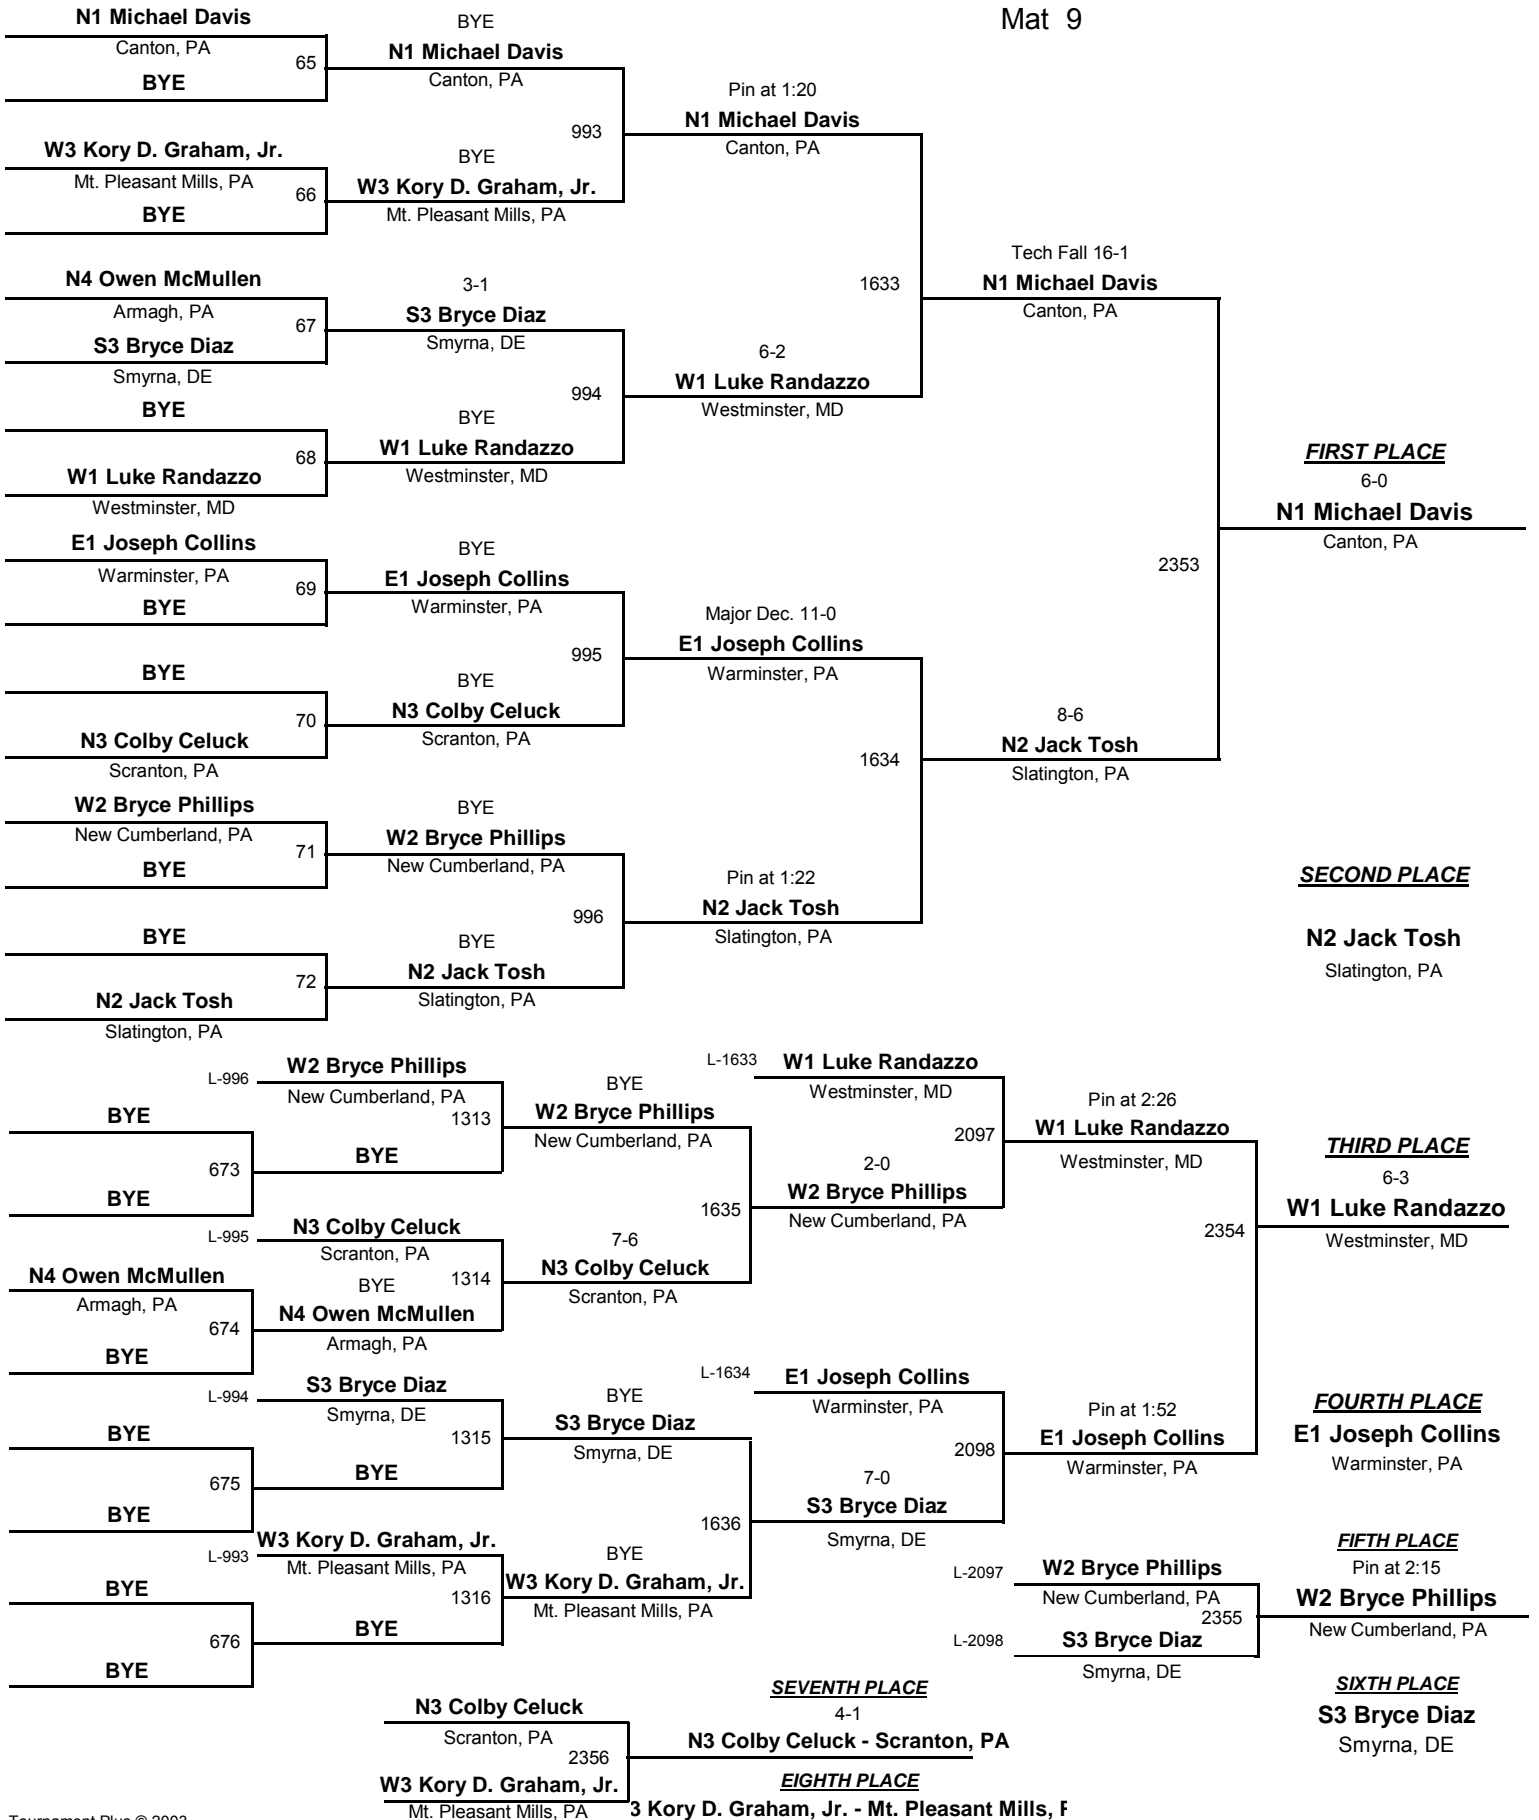 Mat 9
N1 Michael Davis
Canton, PA
65
BYE
W3 Kory D. Graham, Jr.
Mt. Pleasant Mills, PA
66
BYE
N4 Owen McMullen
Armagh, PA
67
S3 Bryce Diaz
Smyrna, DE
BYE
68
W1 Luke Randazzo
Westminster, MD
E1 Joseph Collins
Warminster, PA
69
BYE
BYE
70
N3 Colby Celuck
Scranton, PA
W2 Bryce Phillips
New Cumberland, PA
71
BYE
BYE
72
N2 Jack Tosh
Slatington, PA
BYE
N1 Michael Davis
Canton, PA
993
BYE
W3 Kory D. Graham, Jr.
Mt. Pleasant Mills, PA
3-1
S3 Bryce Diaz
Smyrna, DE
994
BYE
W1 Luke Randazzo
Westminster, MD
BYE
E1 Joseph Collins
Warminster, PA
995
BYE
N3 Colby Celuck
Scranton, PA
BYE
W2 Bryce Phillips
New Cumberland, PA
996
BYE
N2 Jack Tosh
Slatington, PA
Pin at 1:20
N1 Michael Davis
Canton, PA
1633
6-2
W1 Luke Randazzo
Westminster, MD
Major Dec. 11-0
E1 Joseph Collins
Warminster, PA
1634
Pin at 1:22
N2 Jack Tosh
Slatington, PA
Tech Fall 16-1
N1 Michael Davis
Canton, PA
2353
8-6
N2 Jack Tosh
Slatington, PA
FIRST PLACE
6-0
N1 Michael Davis
Canton, PA
SECOND PLACE
N2 Jack Tosh
Slatington, PA
BYE
673
BYE
N4 Owen McMullen
Armagh, PA
674
BYE
BYE
675
BYE
BYE
676
BYE
L-996
W2 Bryce Phillips
New Cumberland, PA
1313
BYE
L-995
N3 Colby Celuck
Scranton, PA
1314
BYE
N4 Owen McMullen
Armagh, PA
L-994
S3 Bryce Diaz
Smyrna, DE
1315
BYE
L-993
W3 Kory D. Graham, Jr.
Mt. Pleasant Mills, PA
1316
BYE
BYE
W2 Bryce Phillips
New Cumberland, PA
1635
7-6
N3 Colby Celuck
Scranton, PA
BYE
S3 Bryce Diaz
Smyrna, DE
1636
BYE
W3 Kory D. Graham, Jr.
Mt. Pleasant Mills, PA
L-1633
W1 Luke Randazzo
Westminster, MD
2097
2-0
W2 Bryce Phillips
New Cumberland, PA
L-1634
E1 Joseph Collins
Warminster, PA
2098
7-0
S3 Bryce Diaz
Smyrna, DE
Pin at 2:26
W1 Luke Randazzo
Westminster, MD
2354
Pin at 1:52
E1 Joseph Collins
Warminster, PA
THIRD PLACE
6-3
W1 Luke Randazzo
Westminster, MD
FOURTH PLACE
E1 Joseph Collins
Warminster, PA
L-2097
W2 Bryce Phillips
New Cumberland, PA
2355
L-2098
S3 Bryce Diaz
Smyrna, DE
FIFTH PLACE
Pin at 2:15
W2 Bryce Phillips
New Cumberland, PA
SIXTH PLACE
S3 Bryce Diaz
Smyrna, DE
N3 Colby Celuck
Scranton, PA
2356
W3 Kory D. Graham, Jr.
Mt. Pleasant Mills, PA
SEVENTH PLACE
4-1
N3 Colby Celuck - Scranton, PA
EIGHTH PLACE
3 Kory D. Graham, Jr. - Mt. Pleasant Mills,